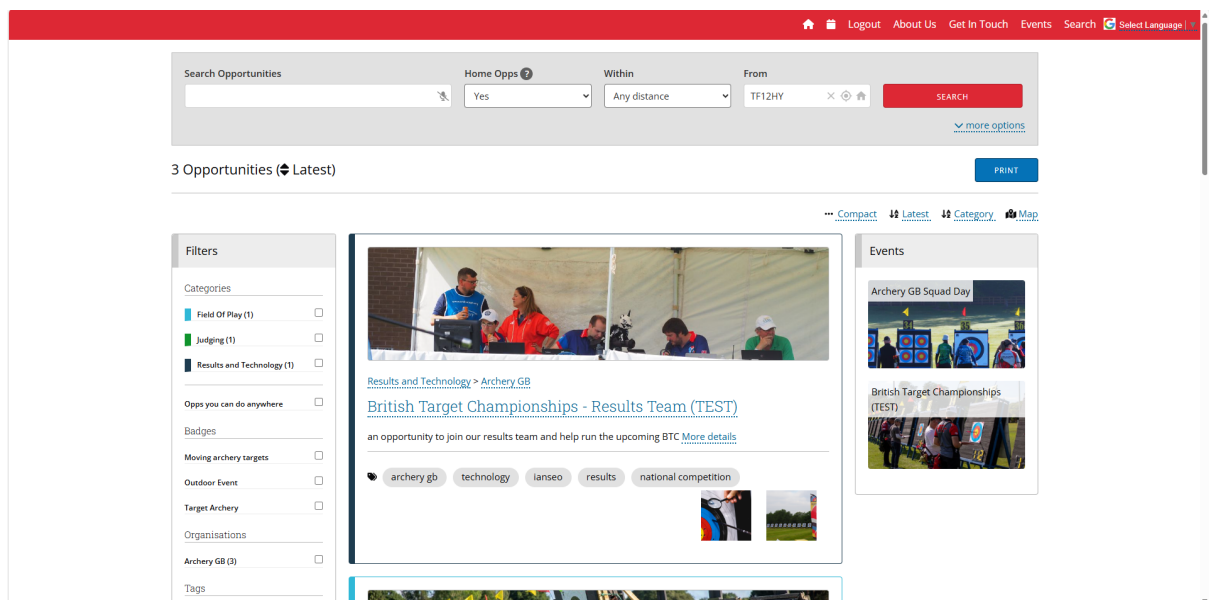 Logout About Us Get In Touch Events Search G Select Language
Search Opportunities
Home Opps ?
Yes
Within
Any distance
From
TF12HY
SEARCH
more options
3 Opportunities (Latest)
PRINT
Compact Latest Category Map
Filters
Categories
Field Of Play (1)
Judging (1)
Results and Technology (1)
Opps you can do anywhere
Badges
Moving archery targets
Outdoor Event
Target Archery
Organisations
Archery GB (3)
Tags
Results and Technology > Archery GB
British Target Championships - Results Team (TEST)
an opportunity to join our results team and help run the upcoming BTC More details
archery gb technology ianseo results national competition
Events
Archery GB Squad Day
British Target Championships
(TEST)